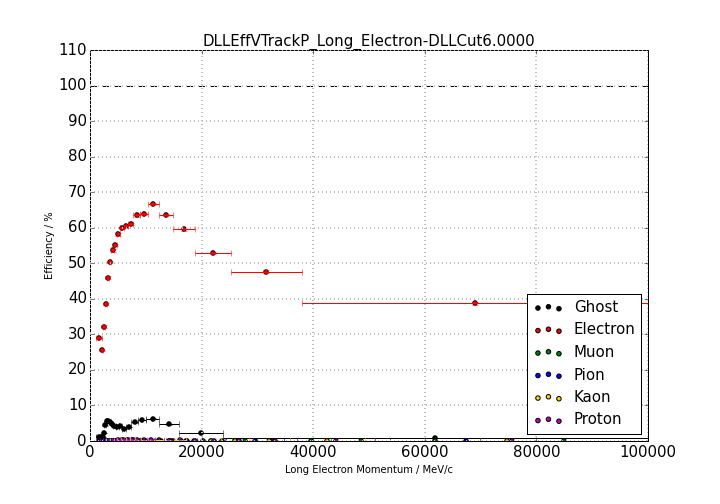 DLLEffVTrackP_Long_Electron-DLLCut6.0000
110
100
90
80
70
60
50
40
30
20
10
0
Efficiency / %
Ghost
Electron
Muon
Pion
Kaon
Proton
0 20000 40000 60000 80000 100000
Long Electron Momentum / MeV/c